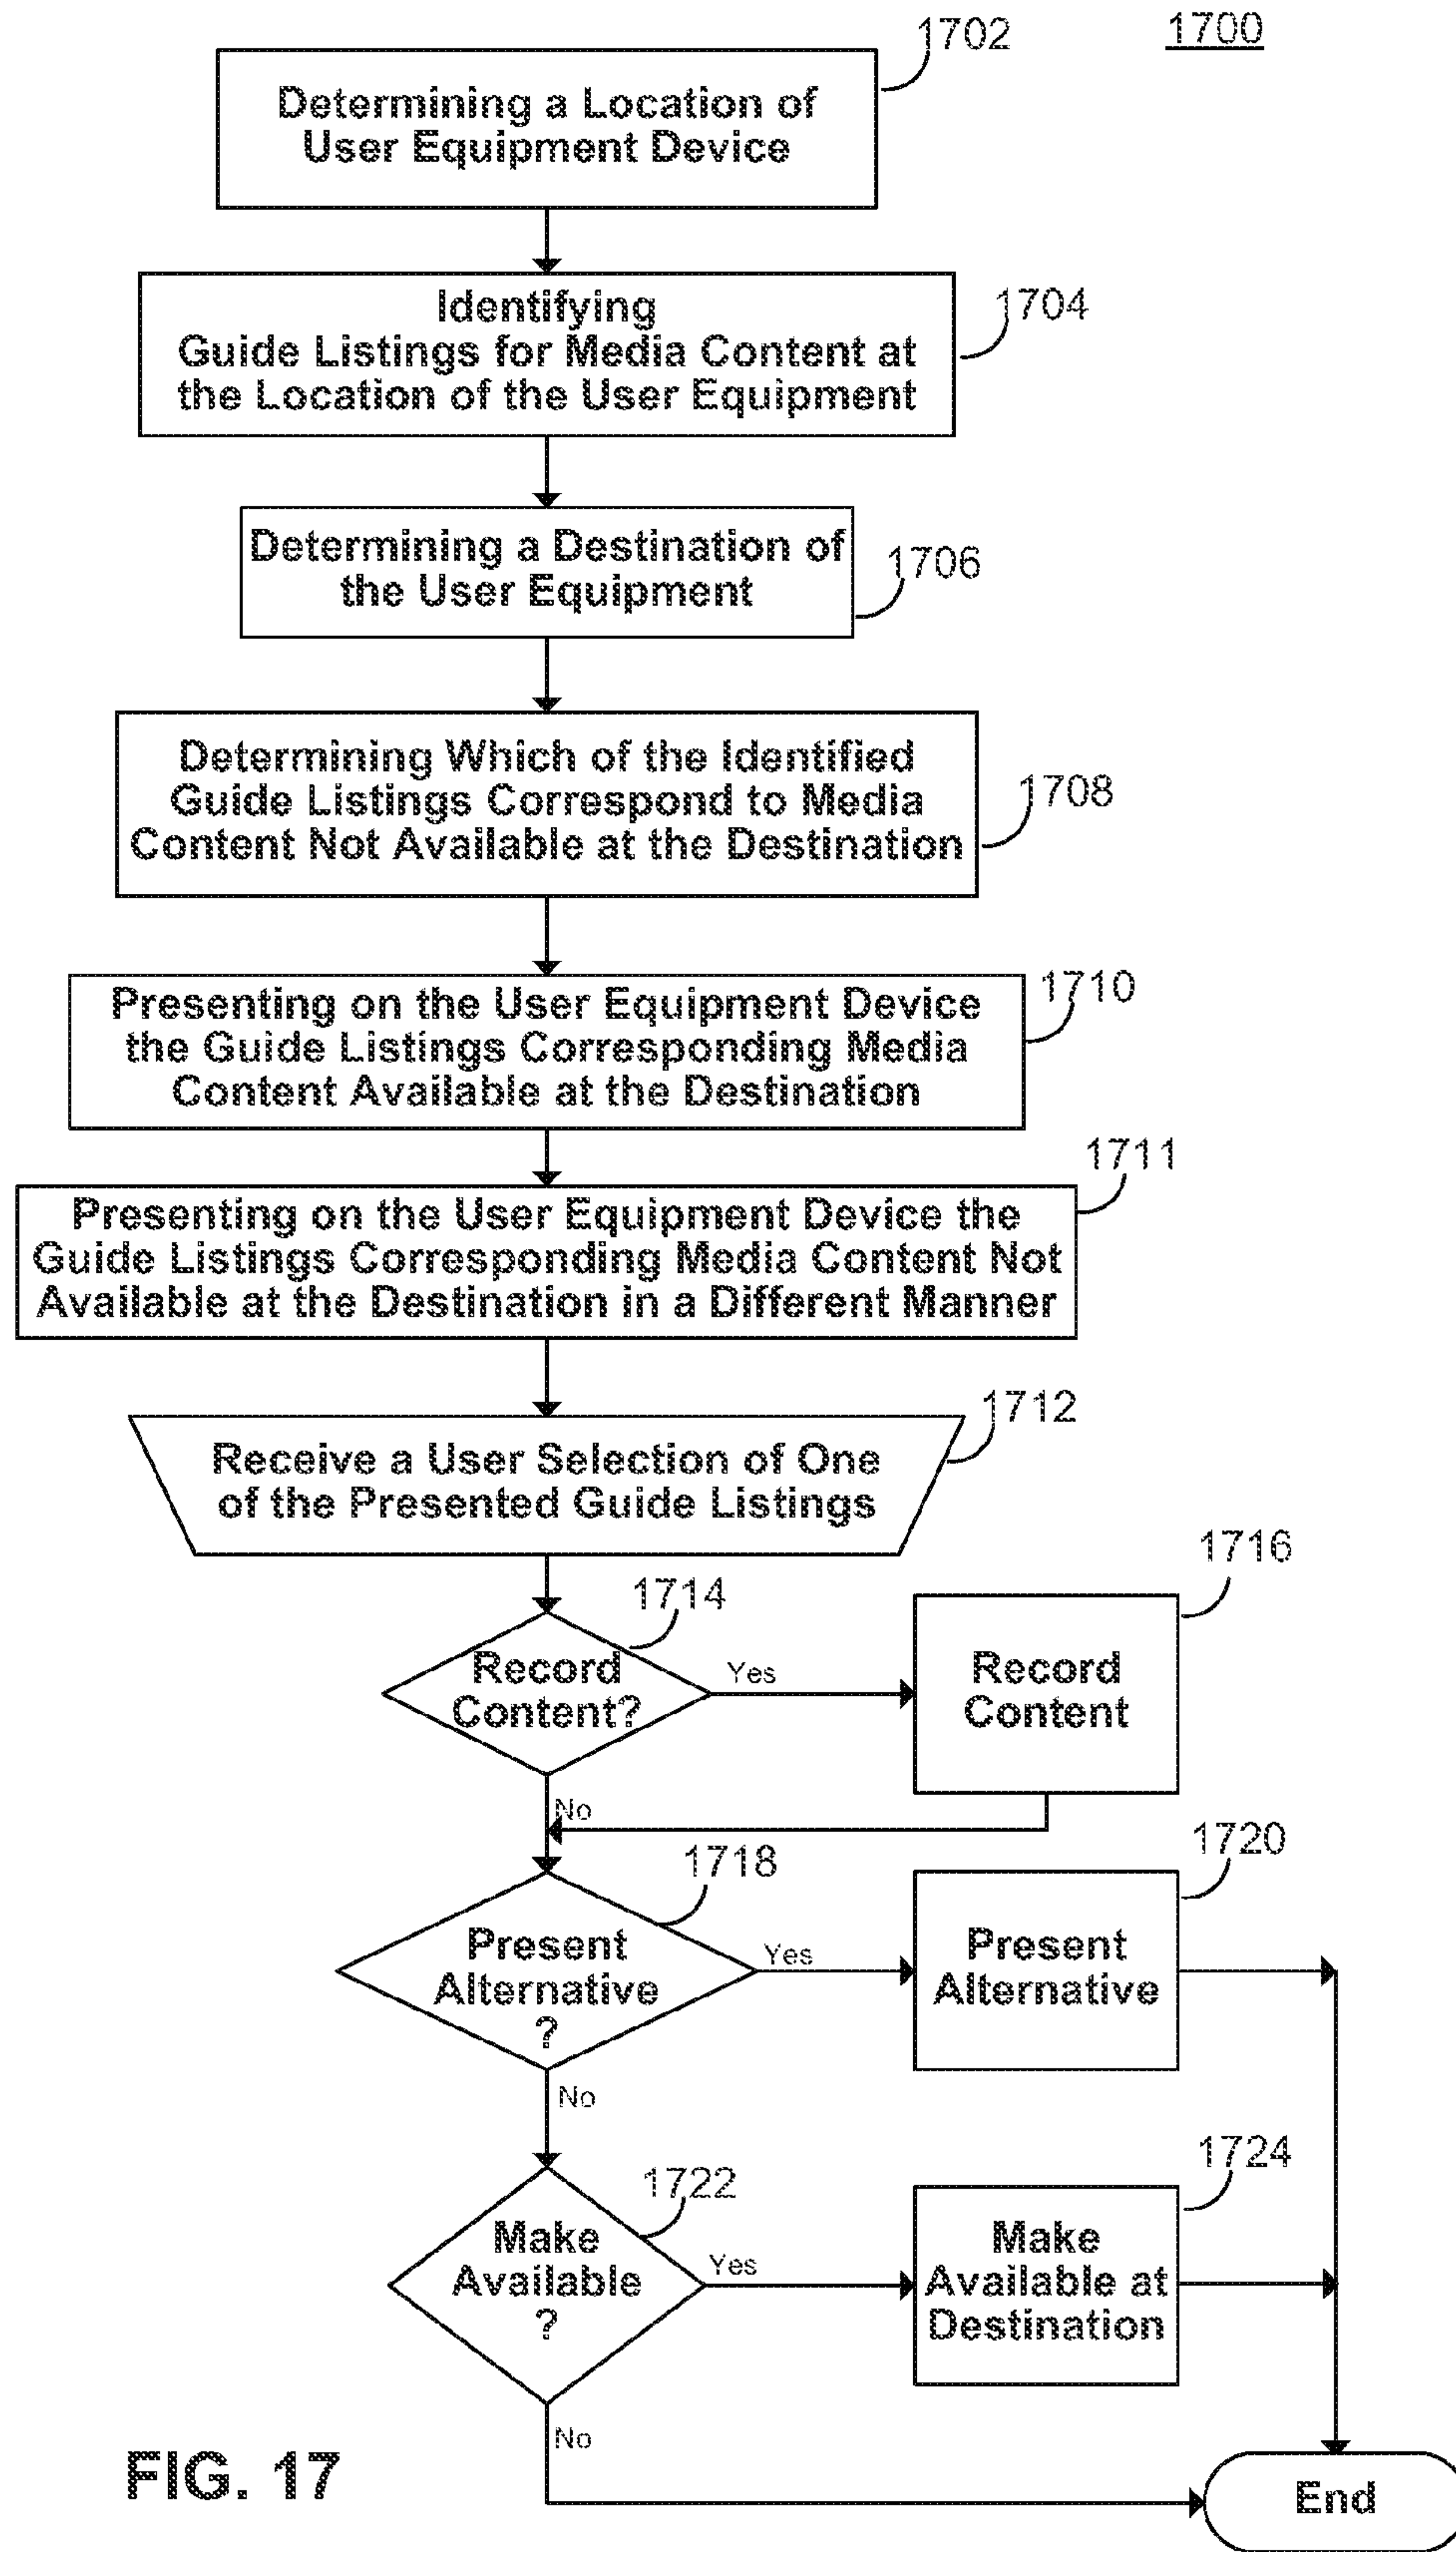 1700
1702
Determining a Location of
User Equipment Device
1704
Identifying
Guide Listings for Media Content at
the Location of the User Equipment
1706
Determining a Destination of
the User Equipment
1708
Determining Which of the Identified
Guide Listings Correspond to Media
Content Not Available at the Destination
1710
Presenting on the User Equipment Device
the Guide Listings Corresponding Media
Content Available at the Destination
1711
Presenting on the User Equipment Device the
Guide Listings Corresponding Media Content Not
Available at the Destination in a Different Manner
1712
Receive a User Selection of One
of the Presented Guide Listings
1714
Record
Content?
Yes
1716
Record
Content
No
1718
Present
Alternative
?
Yes
1720
Present
Alternative
No
1722
Make
Available
?
Yes
1724
Make
Available at
Destination
No
End
FIG. 17